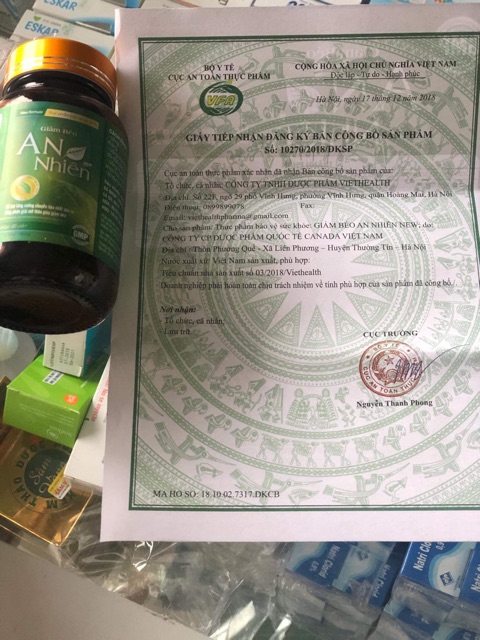 ESKAR
ESKAR
Giảm Béo
AN
Nhiên
GMP
BỘ Y TẾ
CỤC AN TOÀN THỰC PHẨM
VFA
CỘNG HÒA XÃ HỘI CHỦ NGHĨA VIỆT NAM
Độc lập - Tự do - Hạnh phúc
Hà Nội, ngày 17 tháng 12 năm 2018
GIẤY TIẾP NHẬN ĐĂNG KÝ BẢN CÔNG BỐ SẢN PHẨM
Số: 10270/2018/ĐKSP
Cục an toàn thực phẩm xác nhận đã nhận Bản công bố sản phẩm của:
Tổ chức, cá nhân: CÔNG TY TNHH DƯỢC PHẨM VIETHEALTH
Địa chỉ: Số 22B, ngõ 29 phố Vĩnh Hưng, phường Vĩnh Hưng, quận Hoàng Mai, Hà Nội
Điện thoại: 0899899078 Fax:
Email: viethealthpharma@gmail.com
Cho sản phẩm: Thực phẩm bảo vệ sức khỏe: GIẢM BÉO AN NHIÊN NEW; do:
CÔNG TY CP DƯỢC PHẨM QUỐC TẾ CANADA VIỆT NAM
Địa chỉ: Thôn Phương Quế - Xã Liên Phương – Huyện Thường Tín – Hà Nội
Nước xuất xứ: Việt Nam sản xuất, phù hợp:
Tiêu chuẩn nhà sản xuất số 03/2018/Viethealth
Doanh nghiệp phải hoàn toàn chịu trách nhiệm về tính phù hợp của sản phẩm đã công bố./.
Nơi nhận:
- Tổ chức, cá nhân;
- Lưu trữ.
CỤC TRƯỞNG
Nguyễn Thanh Phong
MÃ HỒ SƠ: 18.10.02.7317.ĐKCB
Natri Clorid